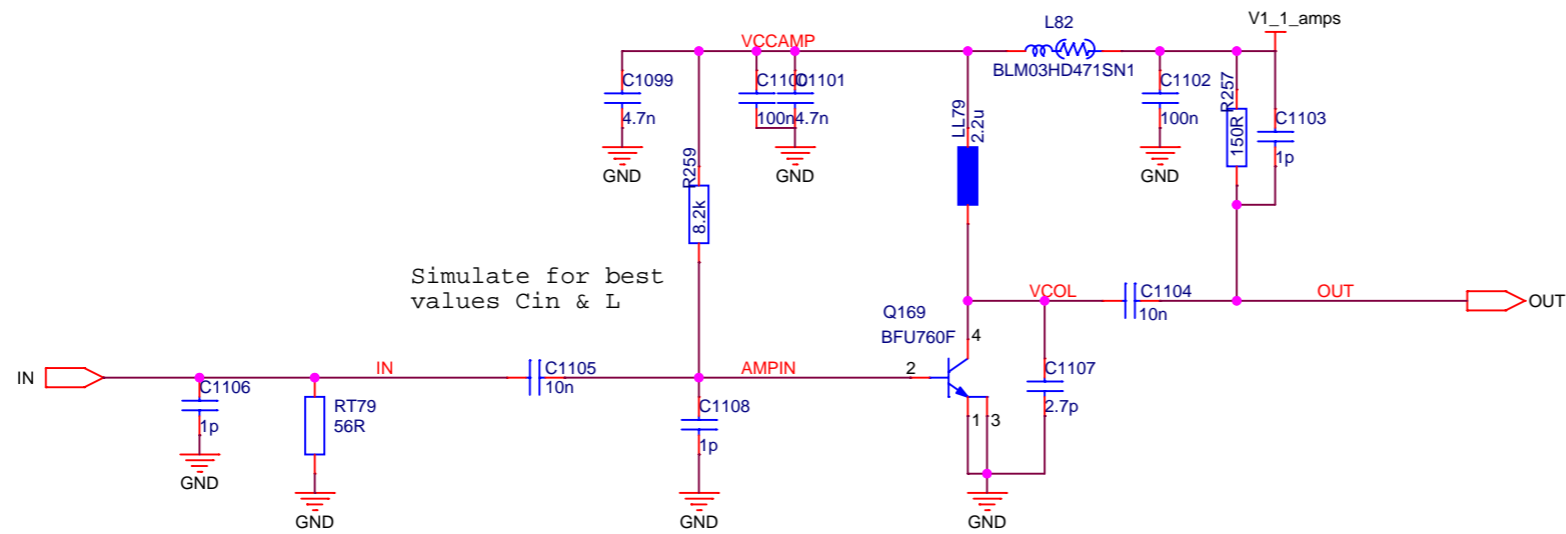 V1_1_amps
L82
VCCAMP
BLM03HD471SN1
C1099
C1100
C1101
C1102
R257
4.7n
100n
4.7n
LL79
2.2u
100n
150R
C1103
1p
GND
GND
GND
R259
8.2k
Simulate for best
values Cin & L
VCOL
C1104
OUT
OUT
10n
Q169
BFU760F
4
IN
IN
C1105
AMPIN
2
C1107
C1106
10n
RT79
C1108
2.7p
1p
56R
1p
1
3
GND
GND
GND
GND